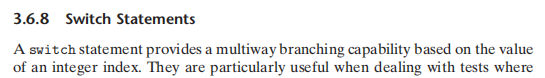 3.6.8 Switch Statements
A switch statement provides a multiway branching capability based on the value
of an integer index. They are particularly useful when dealing with tests where